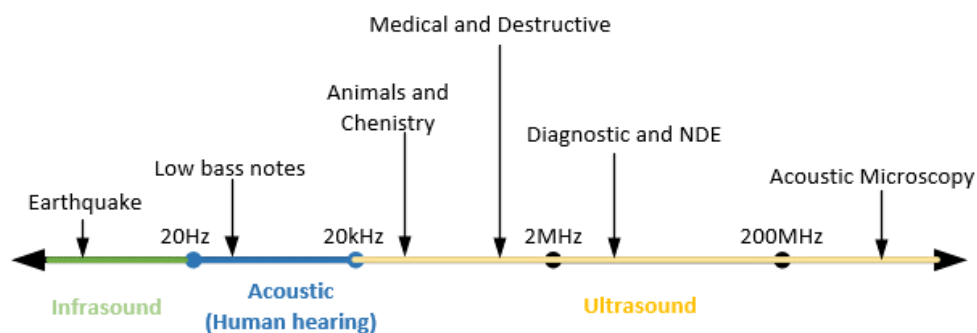 Medical and Destructive
Animals and
Chenistry
Diagnostic and NDE
Low bass notes
Acoustic Microscopy
Earthquake
20Hz
20kHz
2MHz
200MHz
Infrasound
Acoustic
(Human hearing)
Ultrasound